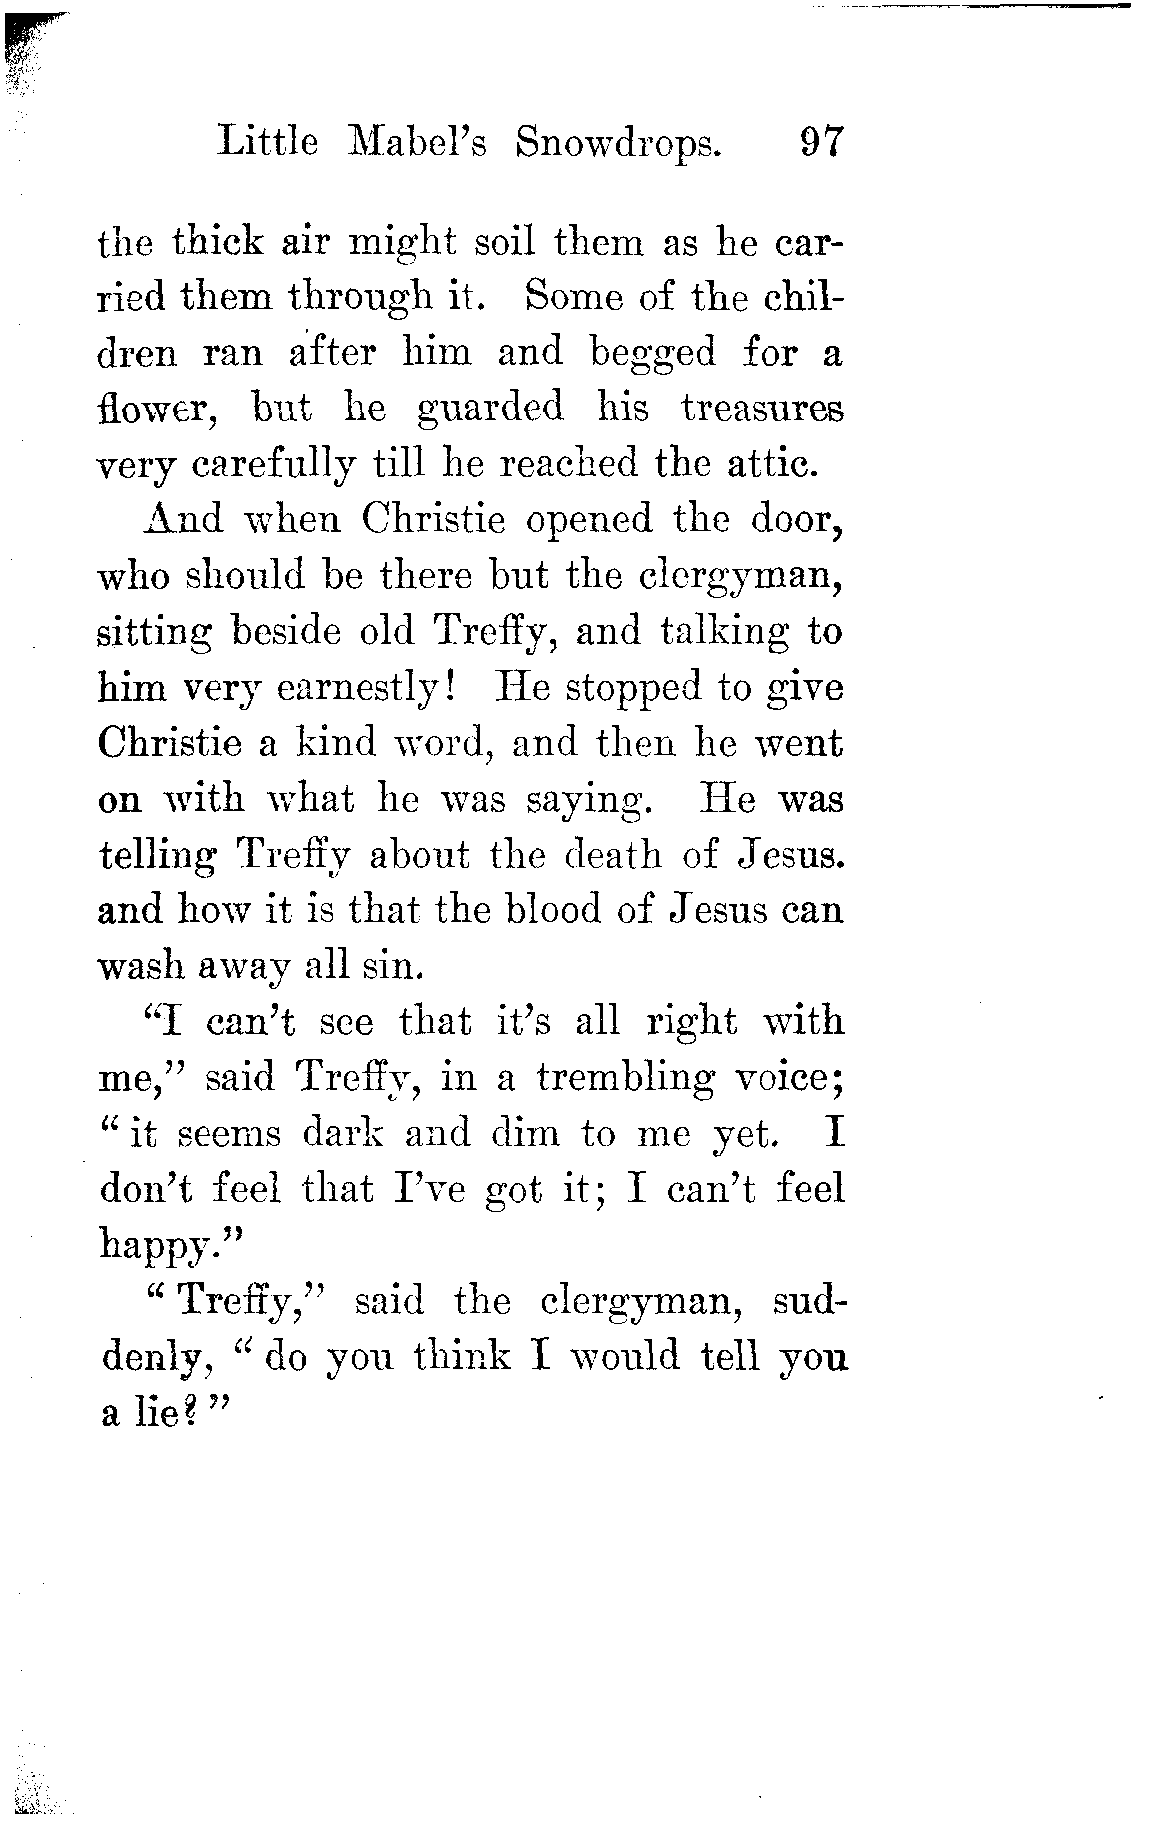 Little Mabel's Snowdrops. 97
the thick air might soil them as he car-
ried them through it. Some of the chil-
dren ran after him and begged for a
flower, but he guarded his treasures
very carefully till he reached the attic.
And when Christie opened the door,
who should be there but the clergyman,
sitting beside old Treffy, and talking to
him very earnestly! He stopped to give
Christie a kind word, and then he went
on with what he was saying. He was
telling Treffy about the death of Jesus.
and how it is that the blood of Jesus can
wash away all sin.
"I can't see that it's all right with
me," said Treffy, in a trembling voice;
"it seems dark and dim to me yet. I
don't feel that I've got it; I can't feel
happy."
"Treffy," said the clergyman, sud-
denly, "do you think I would tell you
a lie?"